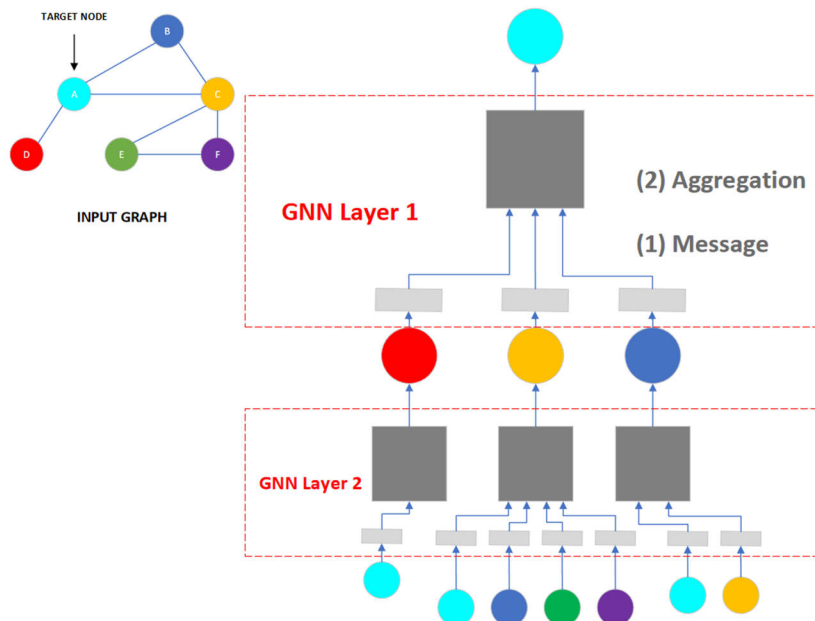 TARGET NODE
B
A
C
D
E
F
INPUT GRAPH
GNN Layer 1
(2) Aggregation
(1) Message
GNN Layer 2